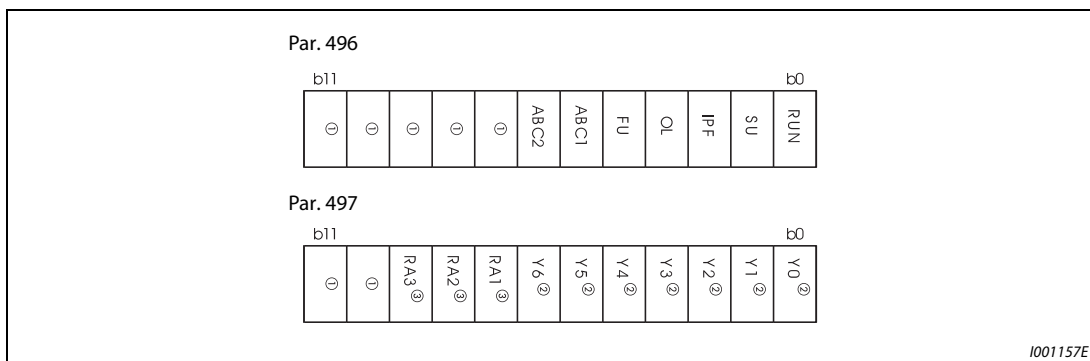 Par. 496
b11 b0
① ① ① ① ① ABC2 ABC1 FU OL IPF SU RUN
Par. 497
b11 b0
① ① RA3③ RA2③ RA1③ Y6② Y5② Y4② Y3② Y2② Y1② Y0②
I001157E